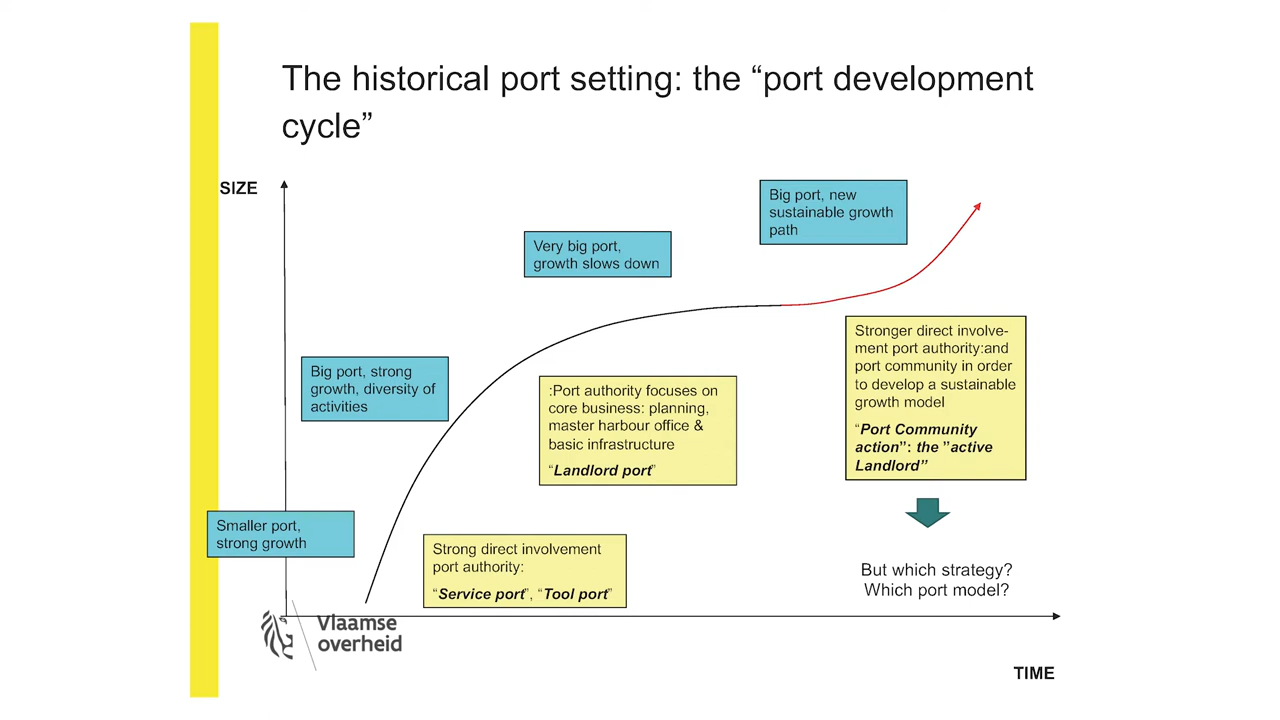 The historical port setting: the “port development
cycle”
SIZE
Big port, new
sustainable growth
path
Very big port,
growth slows down
Big port, strong
growth, diversity of
activities
:Port authority focuses on
core business: planning,
master harbour office &
basic infrastructure
“Landlord port”
Stronger direct involve-
ment port authority:and
port community in order
to develop a sustainable
growth model
“Port Community
action”: the ”active
Landlord”
Smaller port,
strong growth
Strong direct involvement
port authority:
“Service port”, “Tool port”
But which strategy?
Which port model?
Vlaamse
overheid
TIME